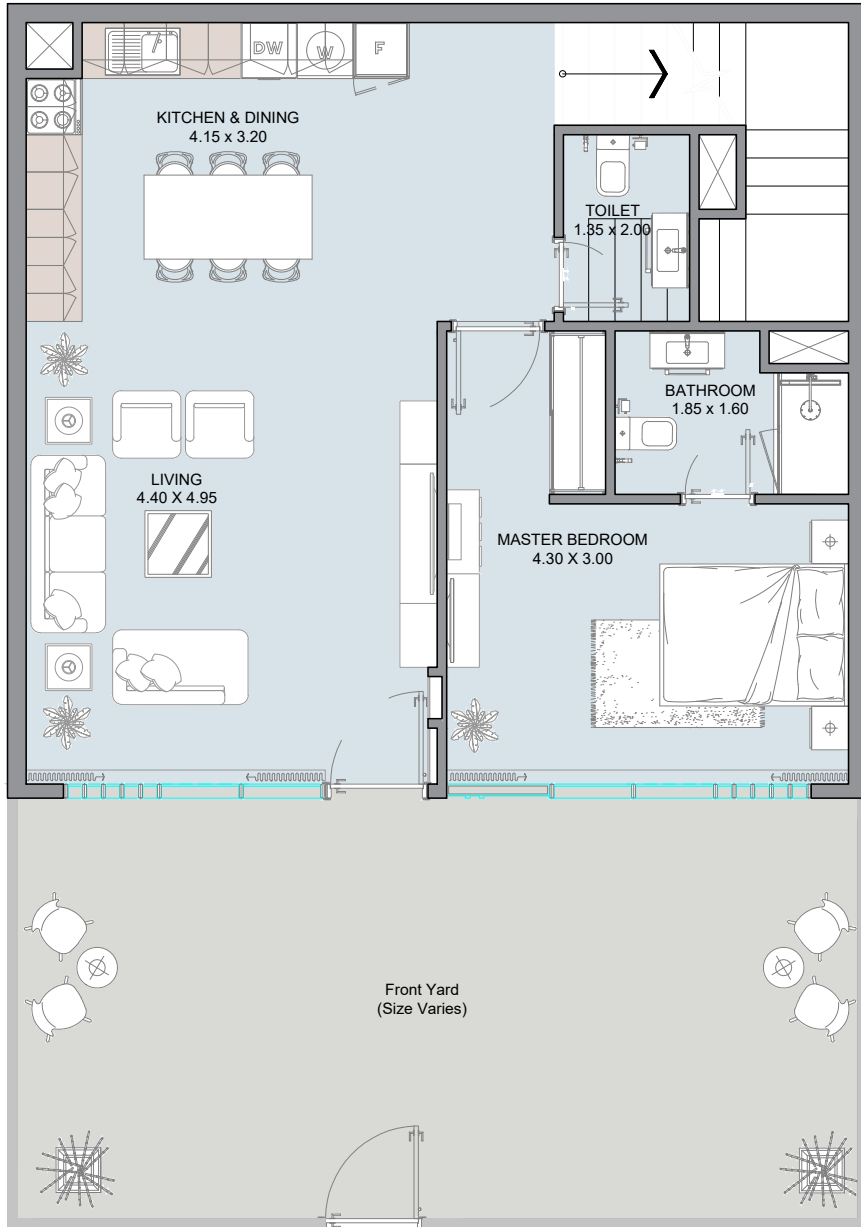 DW
W
F
KITCHEN & DINING
4.15 x 3.20
TOILET
1.35 x 2.00
BATHROOM
1.85 x 1.60
LIVING
4.40 X 4.95
MASTER BEDROOM
4.30 X 3.00
Front Yard
(Size Varies)